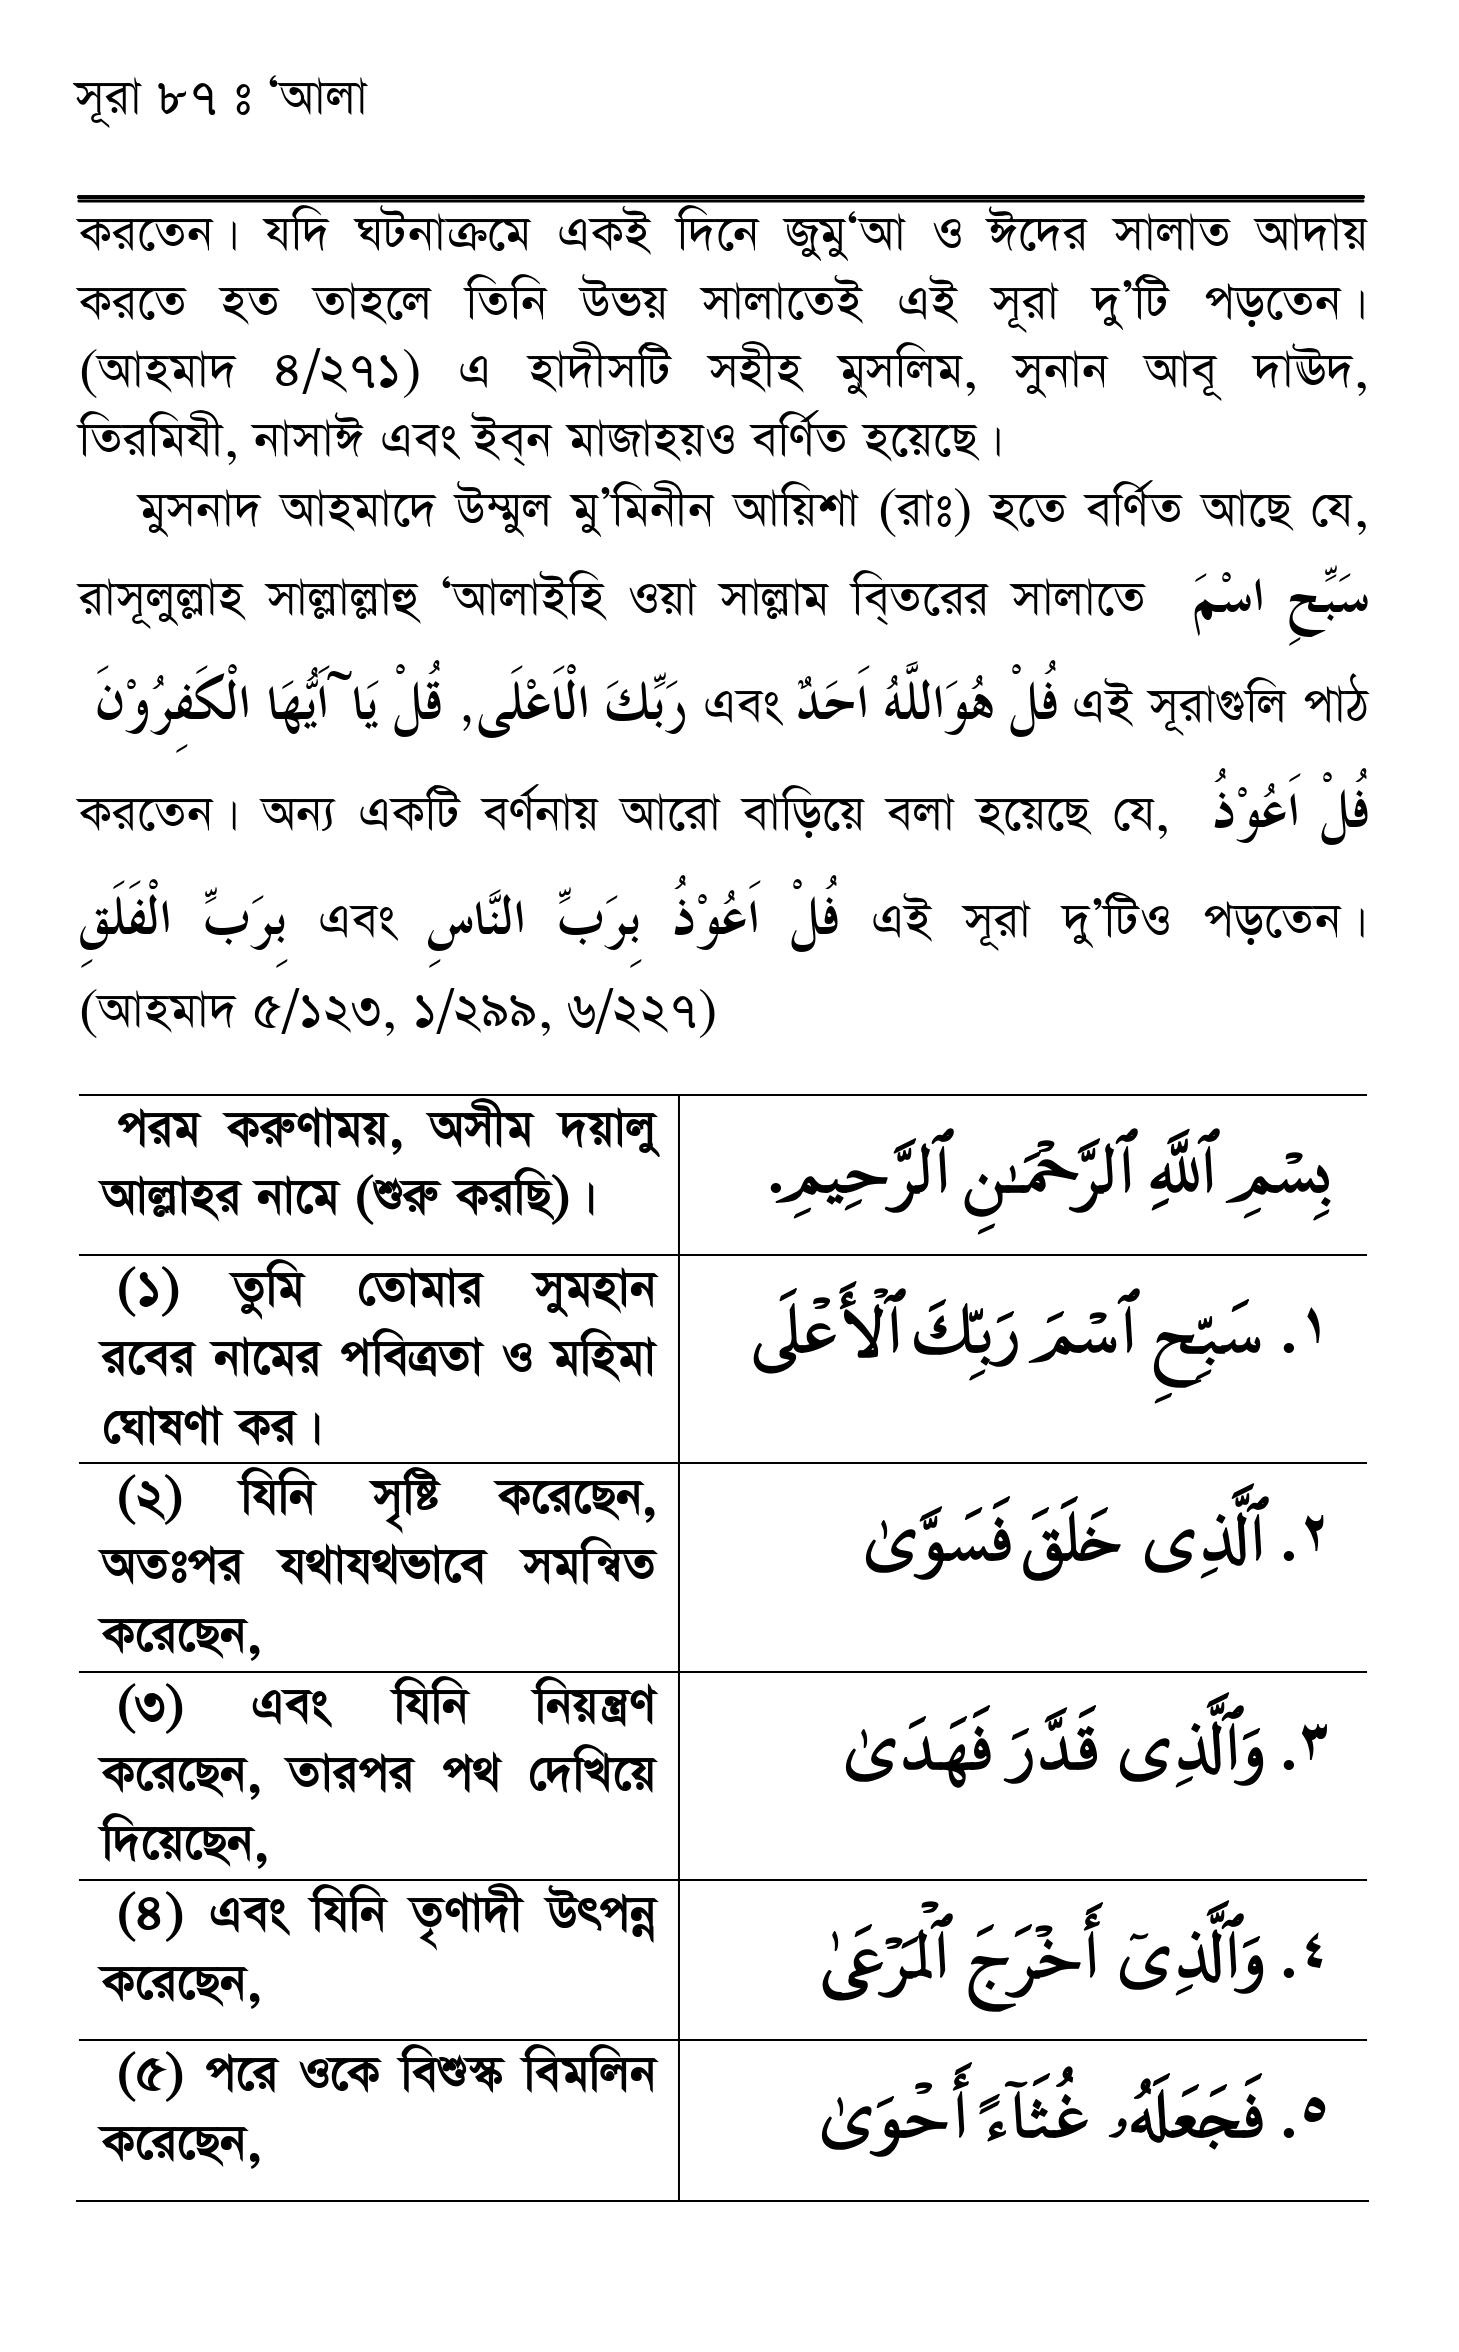 সূরা ৮৭ ঃ ‘আলা
করতেন। যদি ঘটনাক্রমে একই দিনে জুমু‘আ ও ঈদের সালাত আদায়
করতে হত তাহলে তিনি উভয় সালাতেই এই সূরা দু’টি পড়তেন।
(আহমাদ ৪/২৭১) এ হাদীসটি সহীহ মুসলিম, সুনান আবূ দাঊদ,
তিরমিযী, নাসাঈ এবং ইব্‌ন মাজাহয়ও বর্ণিত হয়েছে।
মুসনাদ আহমাদে উম্মুল মু’মিনীন আয়িশা (রাঃ) হতে বর্ণিত আছে যে,
রাসূলুল্লাহ সাল্লাল্লাহু ‘আলাইহি ওয়া সাল্লাম বি্তরের সালাতে سَبِّحِ اسْمَ
رَبِّكَ الْاَعْلَى, قُلْ يَا~اَيُّهَا الْكَفِرُوْنَ এবং قُلْ هُوَاللَّهُ اَحَدٌ এই সূরাগুলি পাঠ
করতেন। অন্য একটি বর্ণনায় আরো বাড়িয়ে বলা হয়েছে যে, قُلْ اَعُوْذُ
بِرَبِّ الْفَلَقِ এবং قُلْ اَعُوْذُ بِرَبِّ النَّاسِ এই সূরা দু’টিও পড়তেন।
(আহমাদ ৫/১২৩, ১/২৯৯, ৬/২২৭)
পরম করুণাময়, অসীম দয়ালু
আল্লাহর নামে (শুরু করছি)।
بِسْمِ ٱللَّهِ ٱلرَّحْمَـٰنِ ٱلرَّحِيمِ.
(১) তুমি তোমার সুমহান
রবের নামের পবিত্রতা ও মহিমা
ঘোষণা কর।
١. سَبِّحِ ٱسْمَ رَبِّكَ ٱلْأَعْلَى
(২) যিনি সৃষ্টি করেছেন,
অতঃপর যথাযথভাবে সমন্বিত
করেছেন,
٢. ٱلَّذِى خَلَقَ فَسَوَّىٰ
(৩) এবং যিনি নিয়ন্ত্রণ
করেছেন, তারপর পথ দেখিয়ে
দিয়েছেন,
٣. وَٱلَّذِى قَدَّرَ فَهَدَىٰ
(৪) এবং যিনি তৃণাদী উৎপন্ন
করেছেন,
٤. وَٱلَّذِىٓ أَخْرَجَ ٱلْمَرْعَىٰ
(৫) পরে ওকে বিশুস্ক বিমলিন
করেছেন,
٥. فَجَعَلَهُۥ غُثَآءً أَحْوَىٰ